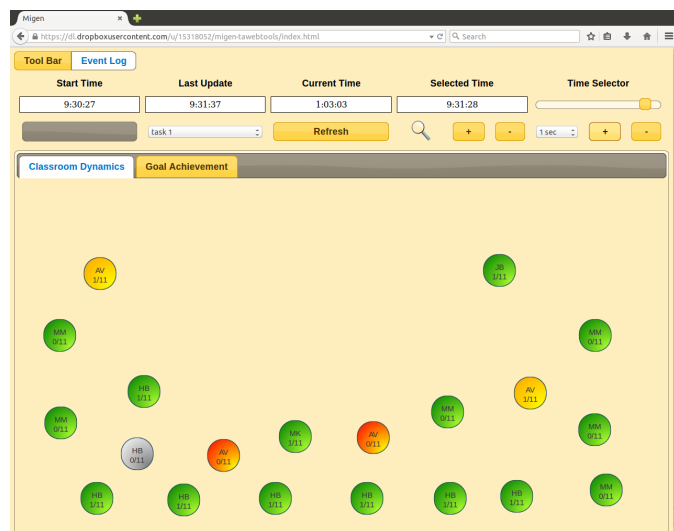 Migen
https://dl.dropboxusercontent.com/u/15318052/migen-tawebtools/index.html
Search
Tool Bar
Event Log
Start Time
Last Update
Current Time
Selected Time
Time Selector
9:30:27
9:31:37
1:03:03
9:31:28
task 1
Refresh
+
-
1 sec
+
-
Classroom Dynamics
Goal Achievement
AV
1/11
JB
1/11
MM
0/11
MM
0/11
HB
1/11
AV
1/11
MM
0/11
MM
0/11
MK
1/11
AV
0/11
MM
0/11
HB
0/11
AV
0/11
HB
1/11
HB
1/11
HB
1/11
HB
1/11
HB
1/11
HB
1/11
MM
0/11